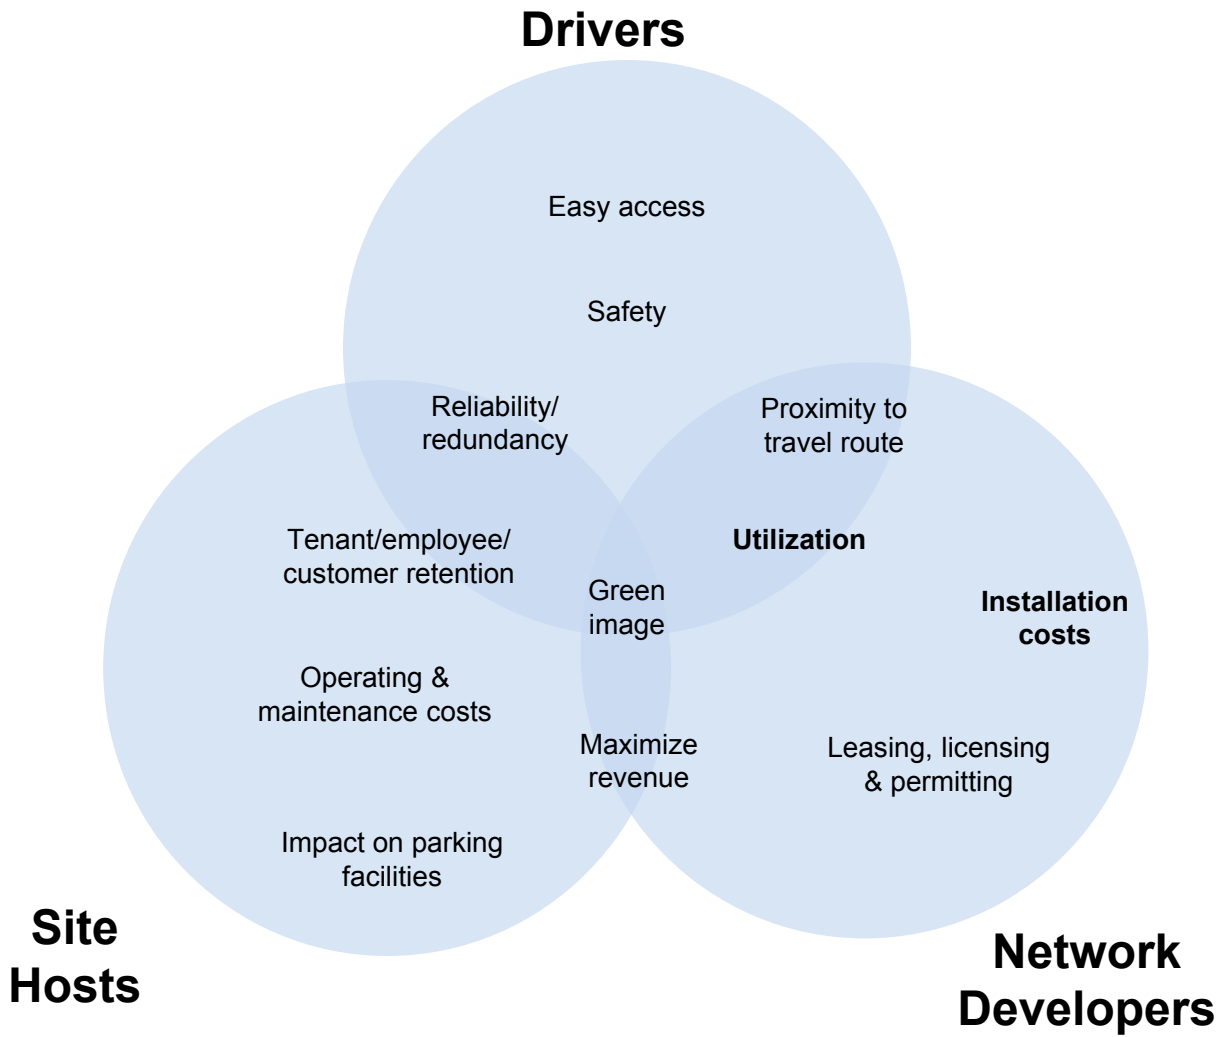 Drivers
Easy access
Safety
Reliability/
redundancy
Proximity to
travel route
Tenant/employee/
customer retention
Utilization
Green
image
Installation
costs
Operating &
maintenance costs
Maximize
revenue
Leasing, licensing
& permitting
Impact on parking
facilities
Site
Hosts
Network
Developers